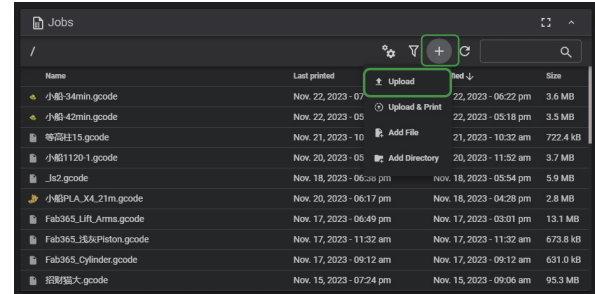 Jobs
/
Name Last printed fied Size
Upload
Upload & Print
Add File
Add Directory
小船-34min.gcode Nov. 22, 2023 - 07 22, 2023 - 06:22 pm 3.6 MB
小船-42min.gcode Nov. 22, 2023 - 05 22, 2023 - 05:18 pm 3.5 MB
等高柱15.gcode Nov. 21, 2023 - 10 21, 2023 - 10:32 am 722.4 kB
小船1120-1.gcode Nov. 20, 2023 - 05 20, 2023 - 11:52 am 3.7 MB
_ls2.gcode Nov. 18, 2023 - 06:38 pm Nov. 18, 2023 - 05:54 pm 5.9 MB
小船PLA_X4_21m.gcode Nov. 20, 2023 - 06:17 pm Nov. 18, 2023 - 04:28 pm 2.8 MB
Fab365_Lift_Arms.gcode Nov. 17, 2023 - 06:49 pm Nov. 17, 2023 - 03:01 pm 13.1 MB
Fab365_浅灰Piston.gcode Nov. 17, 2023 - 11:32 am Nov. 17, 2023 - 11:32 am 673.8 kB
Fab365_Cylinder.gcode Nov. 17, 2023 - 09:12 am Nov. 17, 2023 - 09:12 am 631.0 kB
招财猫大.gcode Nov. 15, 2023 - 07:24 pm Nov. 15, 2023 - 09:06 am 95.3 MB